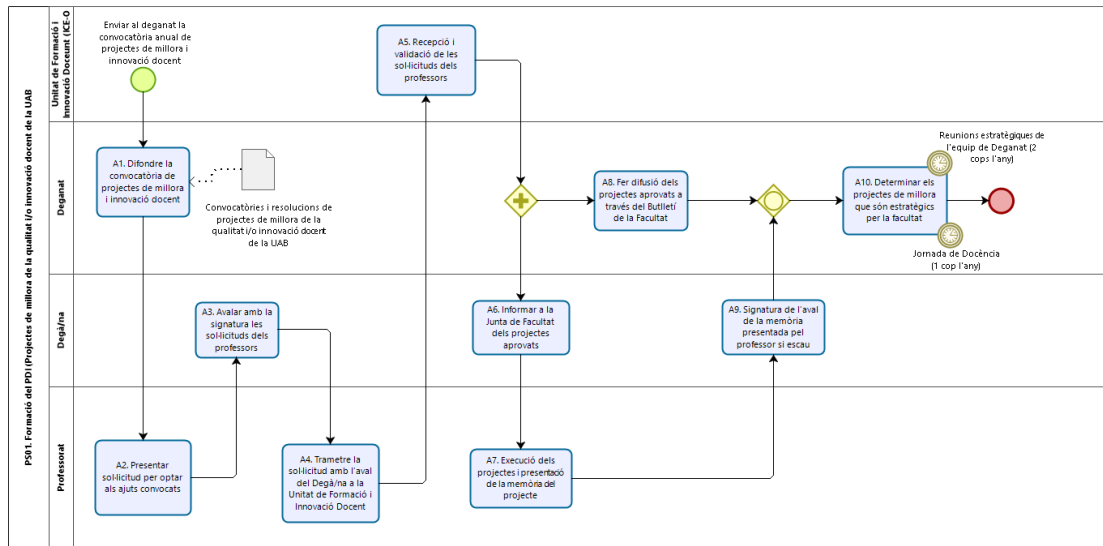 PS01. Formació del PDI (Projectes de millora de la qualitat i/o innovació docent de la UAB
Unitat de Formació i
Innovació Doceunt (ICE-O
Enviar al deganat la
convocatòria anual de
projectes de millora i
innovació docent
A5. Recepció i
validació de les
sol·licituds dels
professors
Deganat
A1. Difondre la
convocatòria de
projectes de millora
i innovació docent
Convocatòries i resolucions de
projectes de millora de la
qualitat i/o innovació docent
de la UAB
A8. Fer difusió dels
projectes aprovats a
través del Butlletí
de la Facultat
Reunions estratègiques de
l'equip de Deganat (2
cops l'any)
A10. Determinar els
projectes de millora
que són estratègics
per la facultat
Jornada de Docència
(1 cop l'any)
Degà/na
A3. Avalar amb la
signatura les
sol·licituds dels
professors
A6. Informar a la
Junta de Facultat
dels projectes
aprovats
A9. Signatura de l'aval
de la memòria
presentada pel
professor si escau
Professorat
A2. Presentar
sol·licitud per optar
als ajuts convocats
A4. Trametre la
sol·licitud amb l'aval
del Degà/na a la
Unitat de Formació i
Innovació Docent
A7. Execució dels
projectes i presentació
de la memòria del
projecte